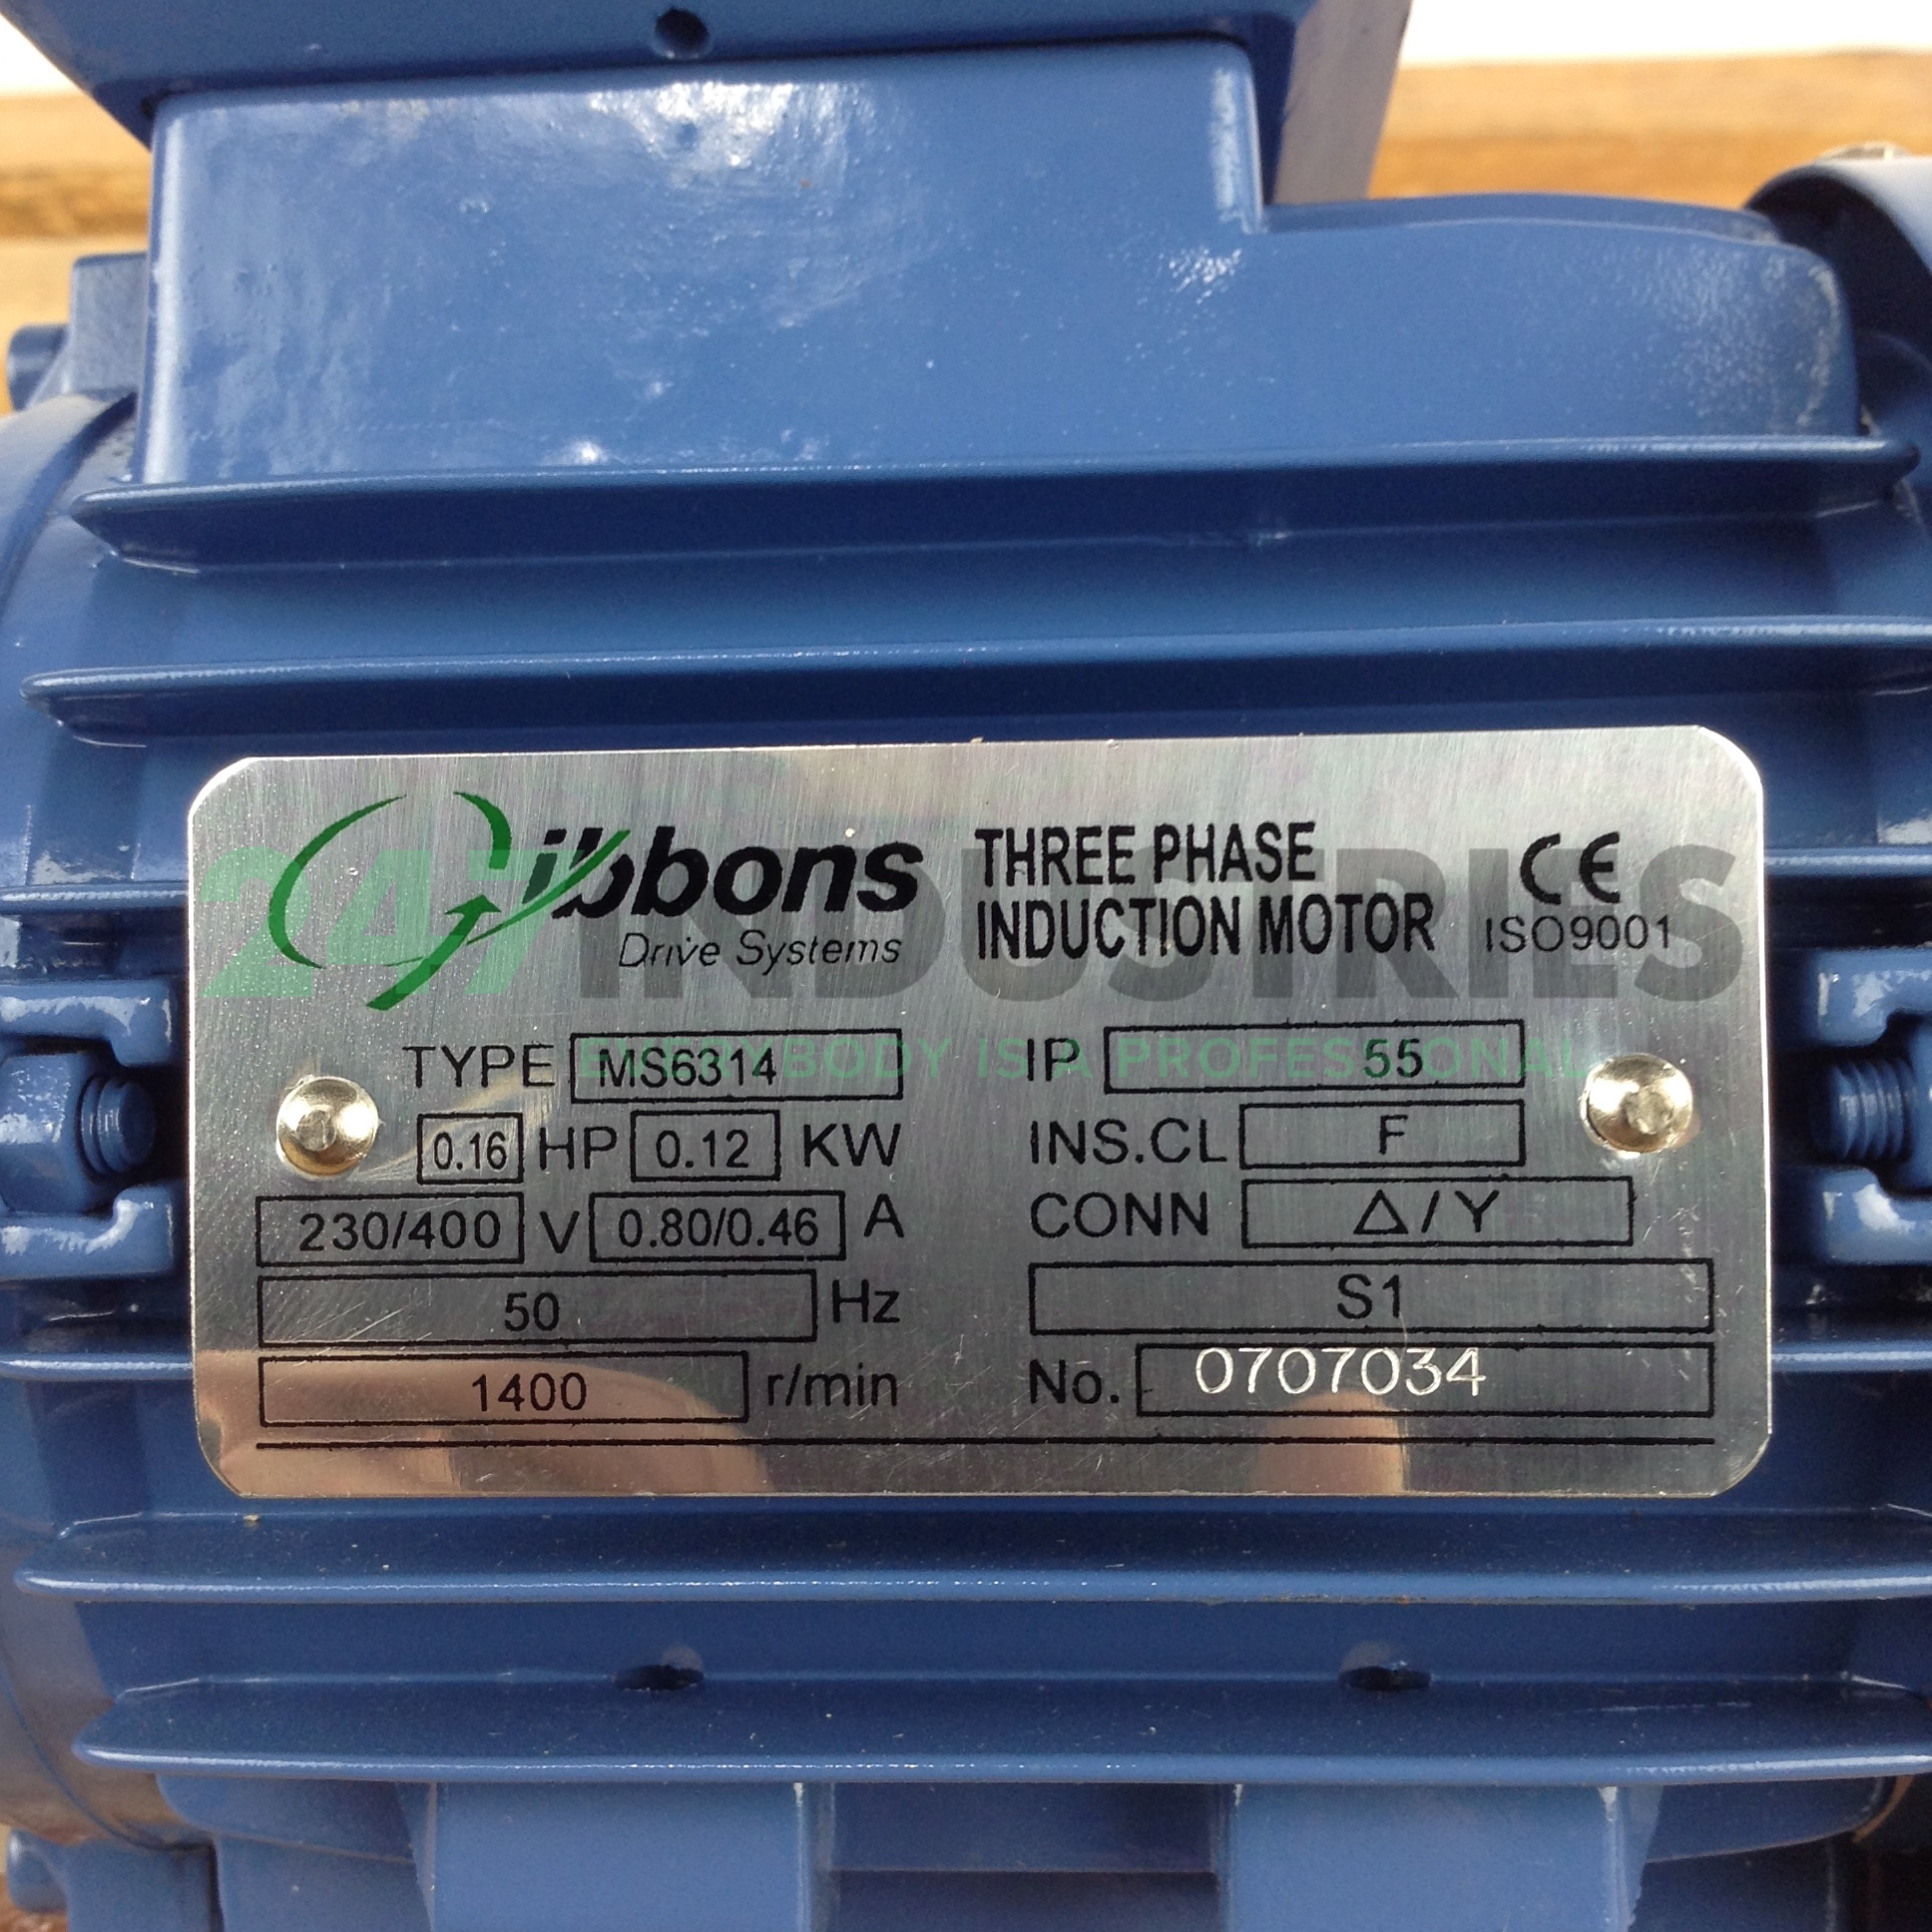 Gibbons
Drive Systems
THREE PHASE
INDUCTION MOTOR
CE
ISO9001
247 INDUSTRIES
EVERYBODY IS A PROFESSIONAL
TYPE MS6314
0.16 HP 0.12 KW
230/400 V 0.80/0.46 A
50 Hz
1400 r/min
IP 55
INS.CL F
CONN Δ/Y
S1
No. 0707034